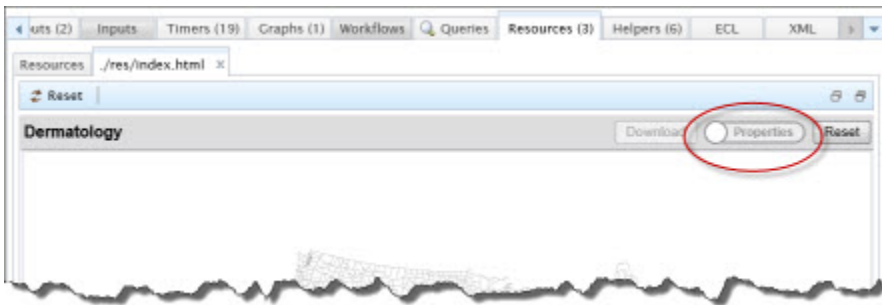 uts (2) Inputs Timers (19) Graphs (1) Workflows Queries Resources (3) Helpers (6) ECL XML
Resources ./res/index.html ×
Reset
Dermatology Download Properties Reset